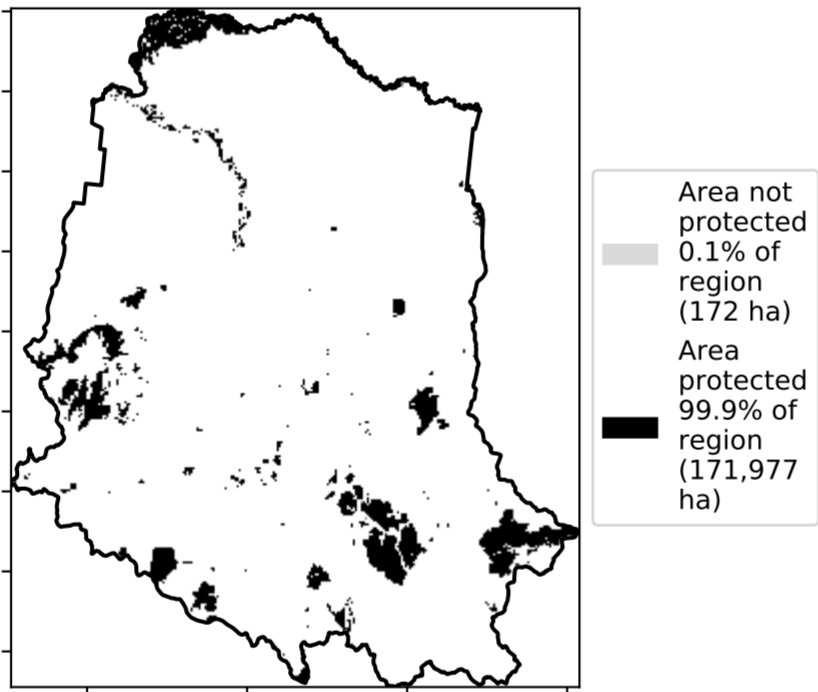 Area not
protected
0.1% of
region
(172 ha)
Area
protected
99.9% of
region
(171,977
ha)